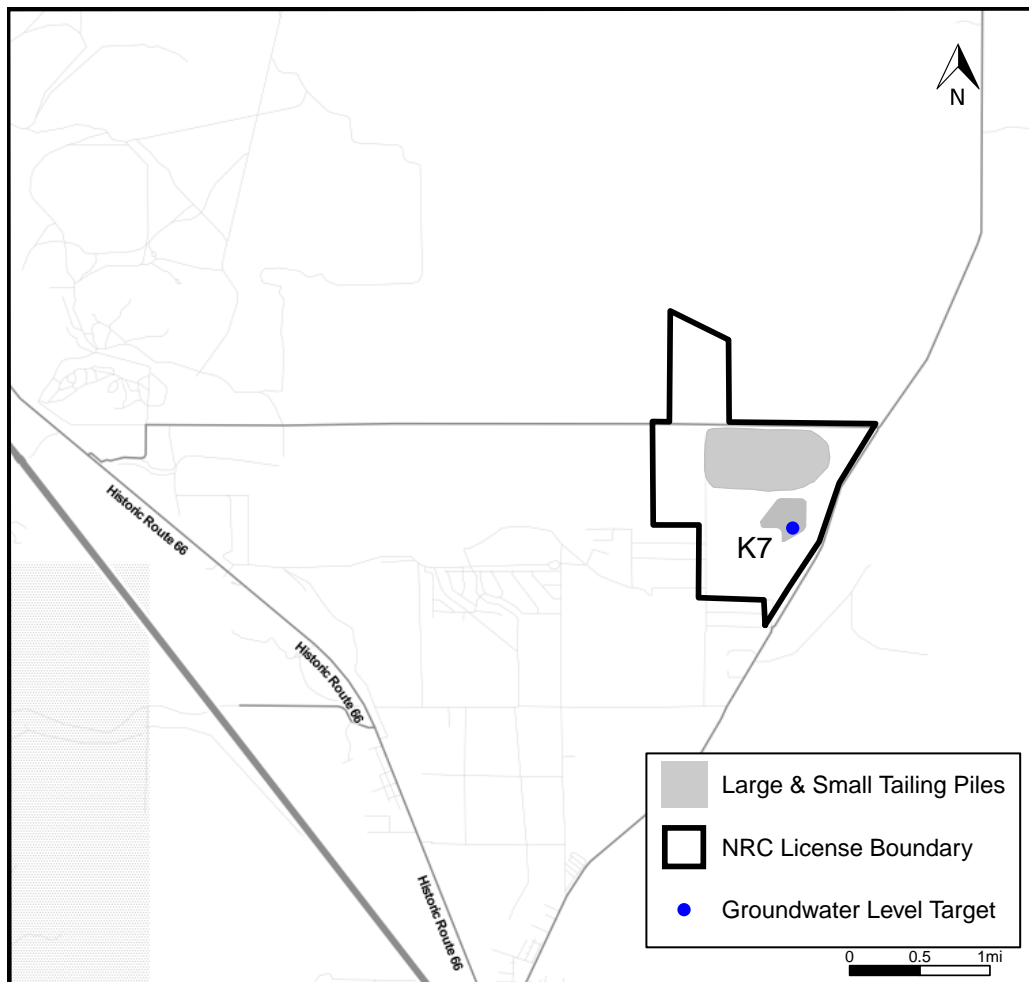 N
Historic Route 66
K7
Historic Route 66
Historic Route 66
Large & Small Tailing Piles
NRC License Boundary
Groundwater Level Target
0 0.5 1mi